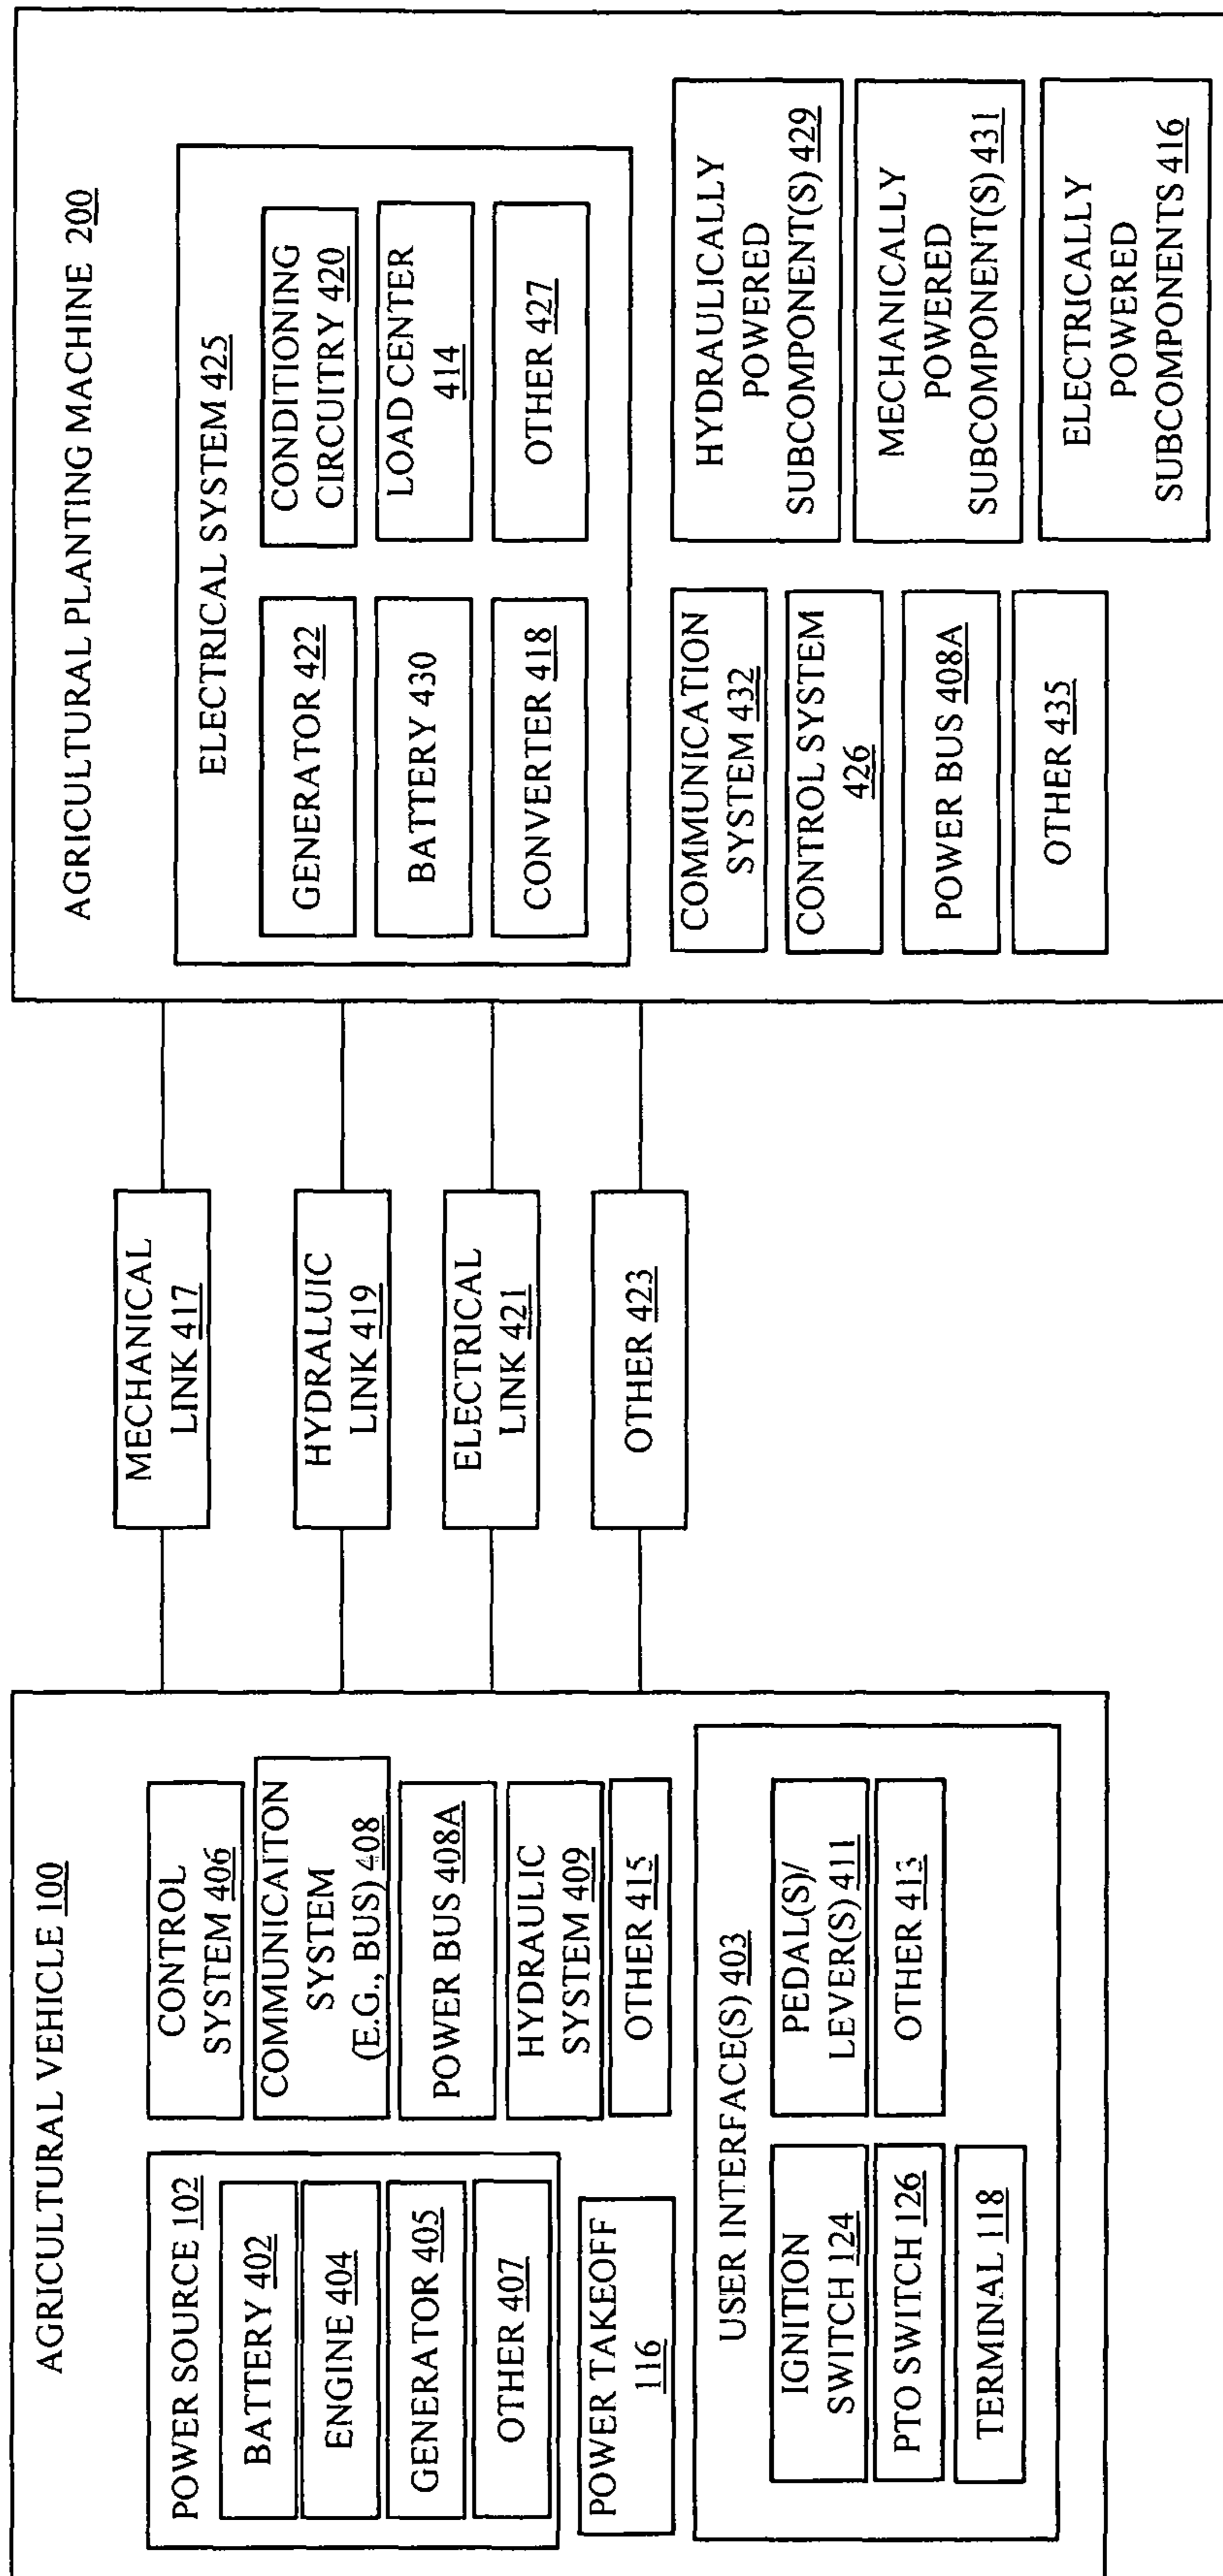 AGRICULTURAL VEHICLE 100
POWER SOURCE 102
BATTERY 402
ENGINE 404
GENERATOR 405
OTHER 407
POWER TAKEOFF
116
CONTROL
SYSTEM 406
COMMUNICAITON
SYSTEM
(E.G., BUS) 408
POWER BUS 408A
HYDRAULIC
SYSTEM 409
OTHER 415
USER INTERFACE(S) 403
IGNITION
SWITCH 124
PTO SWITCH 126
TERMINAL 118
PEDAL(S)/
LEVER(S) 411
OTHER 413
MECHANICAL
LINK 417
HYDRALUIC
LINK 419
ELECTRICAL
LINK 421
OTHER 423
AGRICULTURAL PLANTING MACHINE 200
ELECTRICAL SYSTEM 425
GENERATOR 422
BATTERY 430
CONVERTER 418
CONDITIONING
CIRCUITRY 420
LOAD CENTER
414
OTHER 427
COMMUNICATION
SYSTEM 432
CONTROL SYSTEM
426
POWER BUS 408A
OTHER 435
HYDRAULICALLY
POWERED
SUBCOMPONENT(S) 429
MECHANICALLY
POWERED
SUBCOMPONENT(S) 431
ELECTRICALLY
POWERED
SUBCOMPONENTS 416